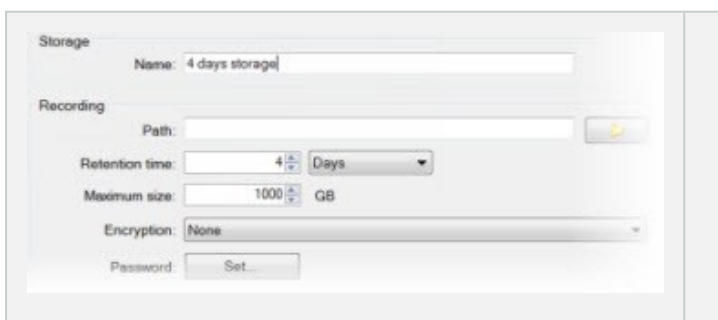 Storage
Name: 4 days storage
Recording
Path:
Retention time: 4 Days
Maximum size: 1000 GB
Encryption: None
Password: Set...